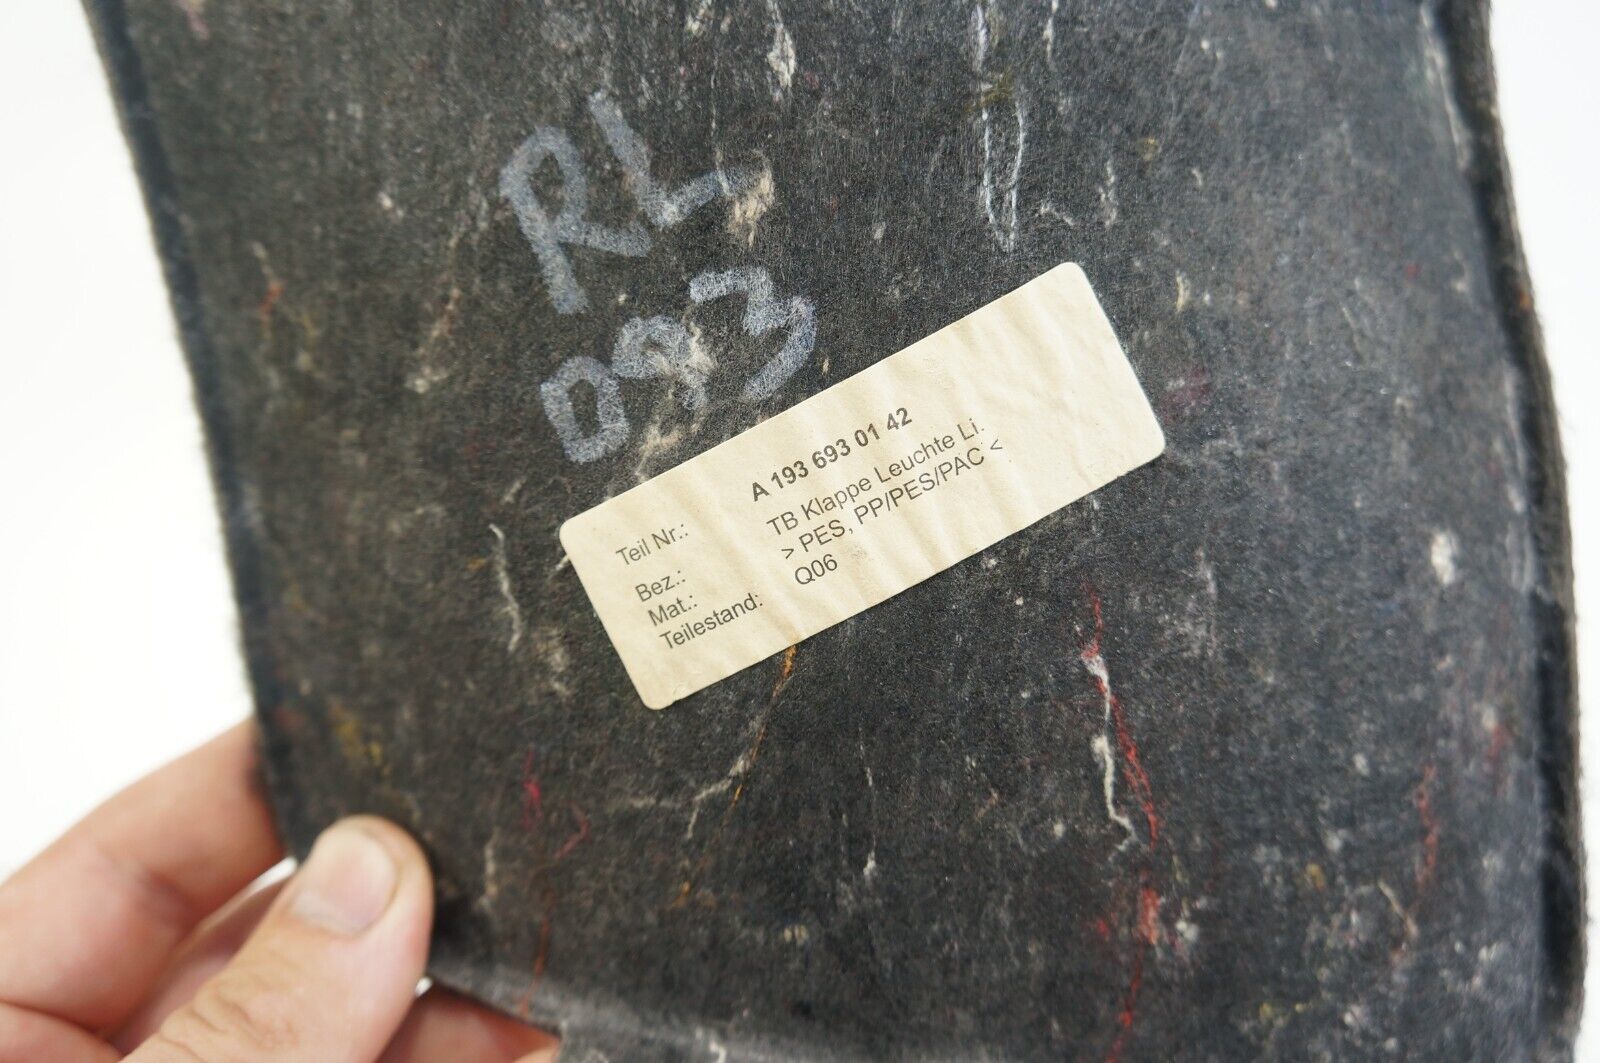 RL
093
Teil Nr.: A 193 693 01 42
Bez.: TB Klappe Leuchte Li.
Mat.: > PES, PP/PES/PAC <
Teilestand: Q06